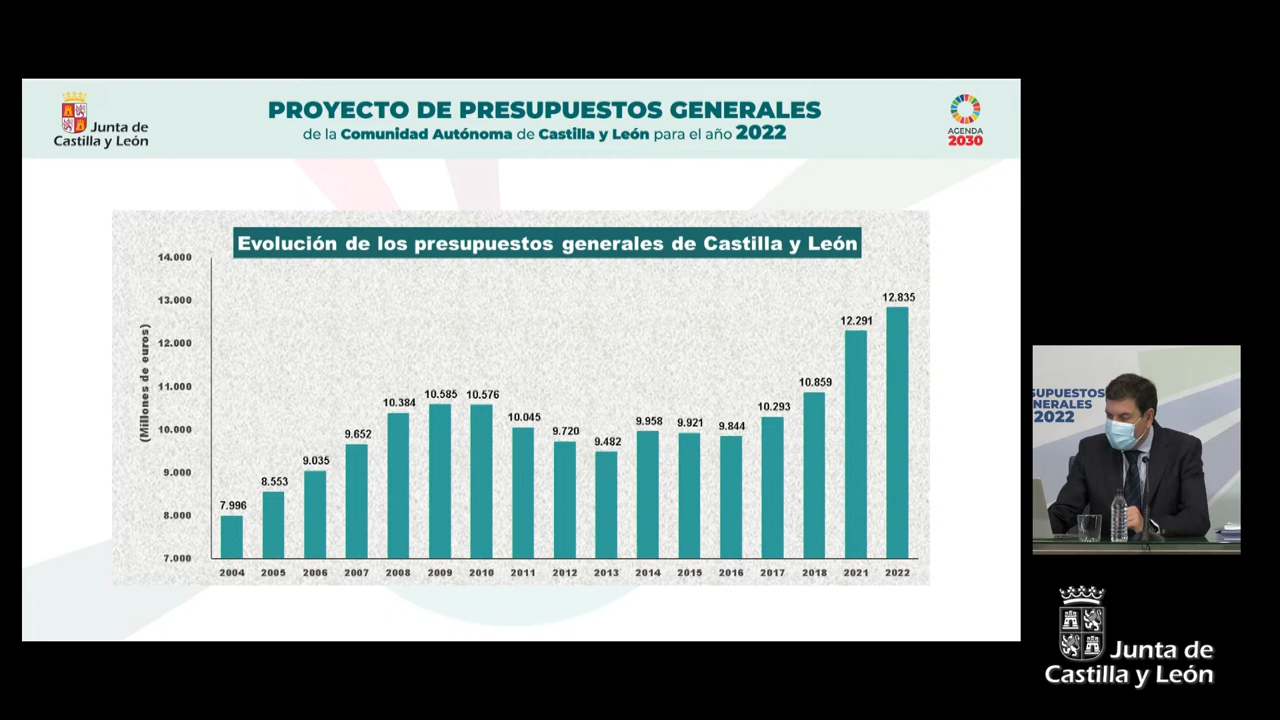 Junta de
Castilla y León
PROYECTO DE PRESUPUESTOS GENERALES
de la Comunidad Autónoma de Castilla y León para el año 2022
AGENDA
2030
Evolución de los presupuestos generales de Castilla y León
(Millones de euros)
14.000
13.000
12.000
11.000
10.000
9.000
8.000
7.000
7.996
8.553
9.035
9.652
10.384
10.585
10.576
10.045
9.720
9.482
9.958
9.921
9.844
10.293
10.859
12.291
12.835
2004 2005 2006 2007 2008 2009 2010 2011 2012 2013 2014 2015 2016 2017 2018 2021 2022
SUPUESTOS
NERALES
2022
Junta de
Castilla y León